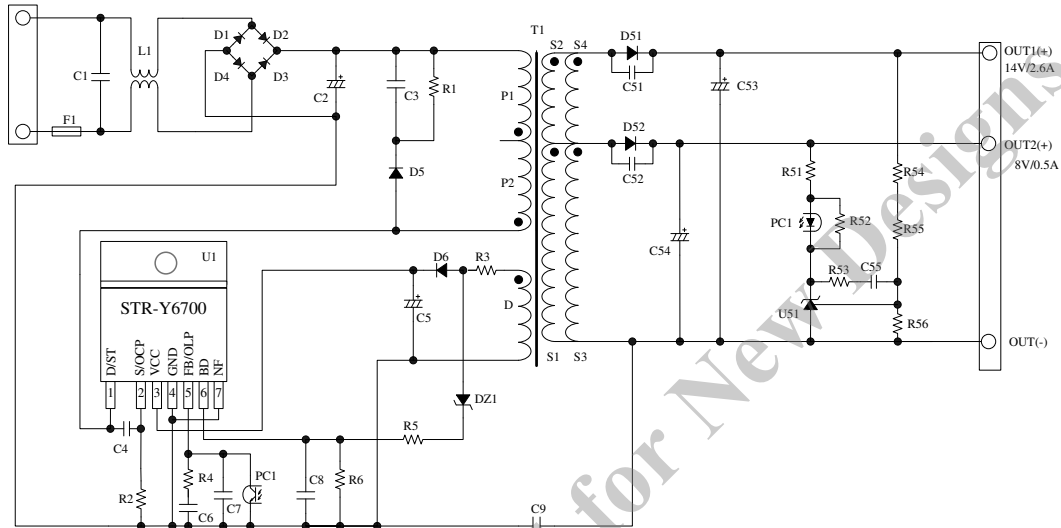 T1
D51
S2 S4
OUT1(+)
14V/2.6A
D1 D2
L1
C1
D4 D3
C51
P1
C2
C3
R1
C53
F1
D52
OUT2(+)
8V/0.5A
C52
D5
P2
R51
R54
PC1
R52
R55
C54
U1
D6
R3
R53
C55
STR-Y6700
C5
D
U51
R56
S1 S3
OUT(-)
D/ST
S/OCP
VCC
GND
FB/OLP
BD
NF
1 2 3 4 5 6 7
DZ1
C4
R5
R2
R4
C6
C7
PC1
C8
R6
C9
for New Designs